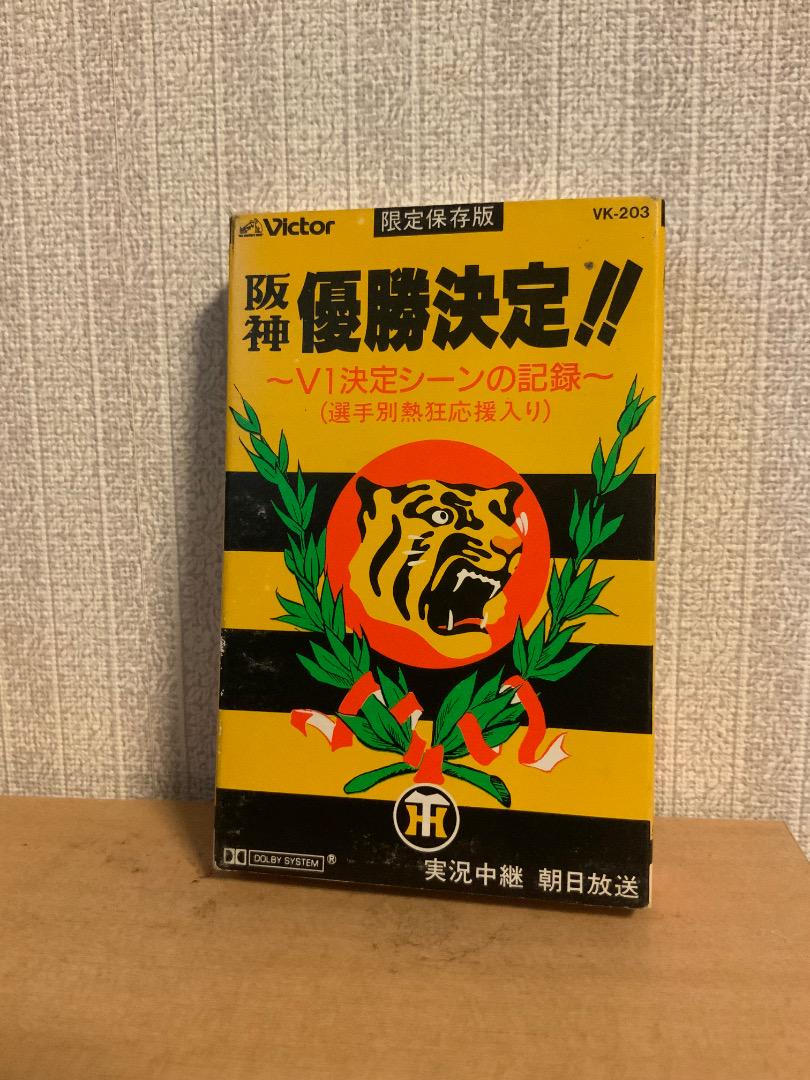 Victor
限定保存版
VK-203
阪神 優勝決定!!
〜V1決定シーンの記録〜
(選手別熱狂応援入り)
TH
DOLBY SYSTEM ®
実況中継 朝日放送